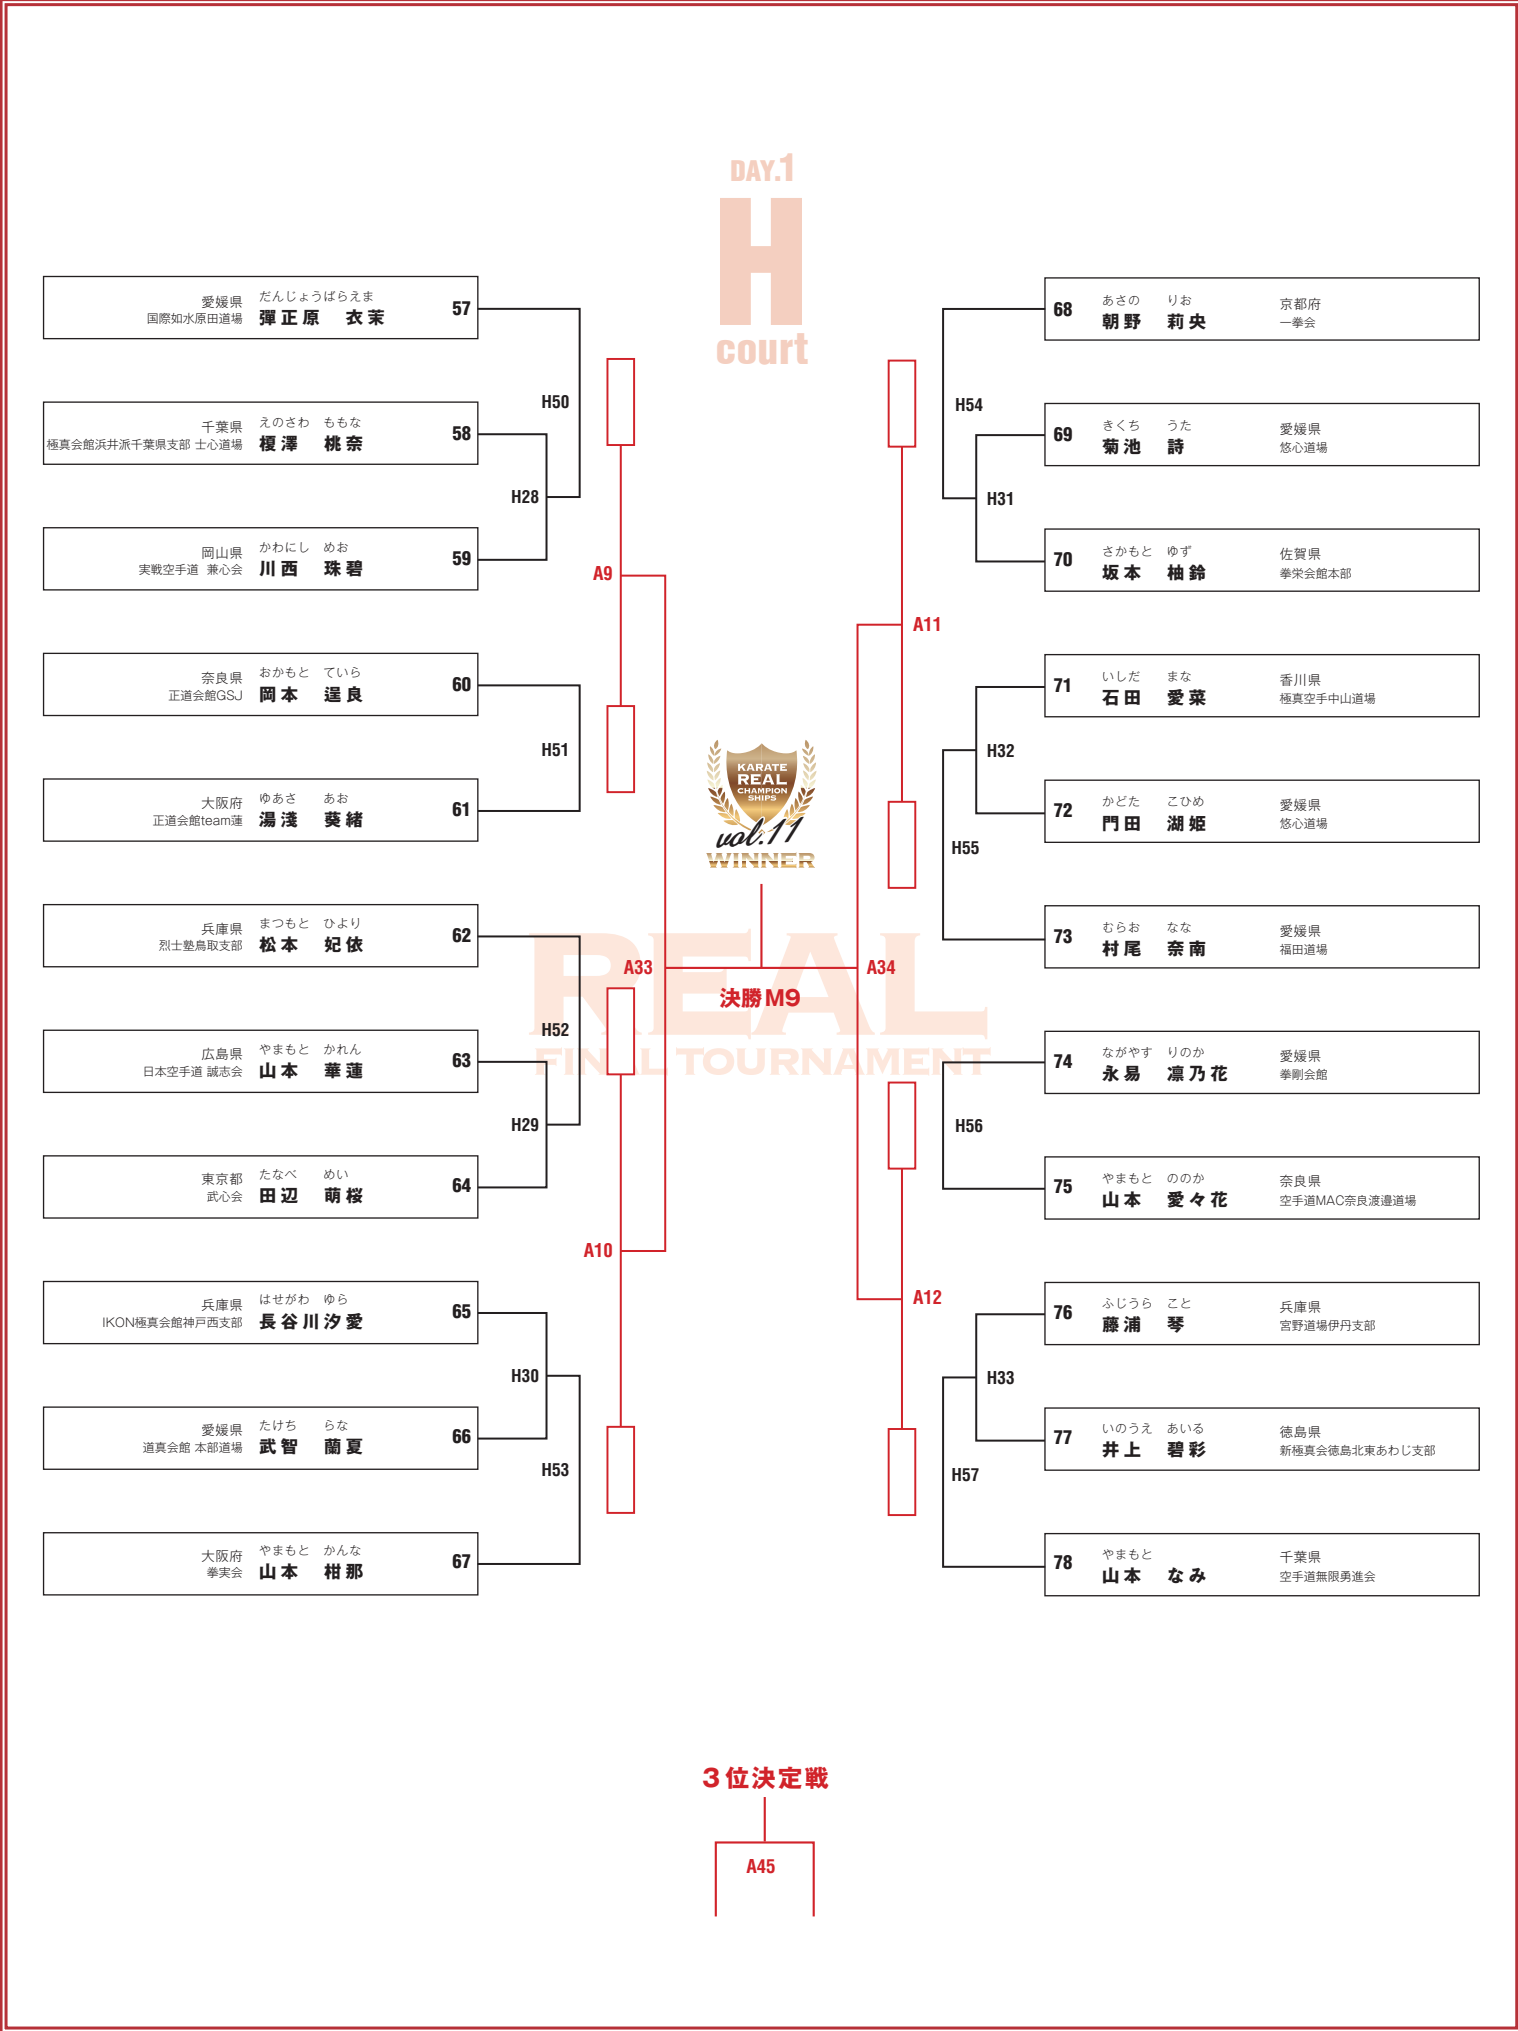 DAY.1
H
court
愛媛県
国際如水原田道場
だんじょうばらえま
彈正原 衣茉
57
千葉県
極真会館浜井派千葉県支部 士心道場
えのさわ ももな
榎澤 桃奈
58
岡山県
実戦空手道 兼心会
かわにし めお
川西 珠碧
59
奈良県
正道会館GSJ
おかもと ていら
岡本 逞良
60
大阪府
正道会館team蓮
ゆあさ あお
湯淺 葵緒
61
兵庫県
烈士塾鳥取支部
まつもと ひより
松本 妃依
62
広島県
日本空手道 誠志会
やまもと かれん
山本 華蓮
63
東京都
武心会
たなべ めい
田辺 萌桜
64
兵庫県
IKON極真会館神戸西支部
はせがわ ゆら
長谷川汐愛
65
愛媛県
道真会館 本部道場
たけち らな
武智 蘭夏
66
大阪府
拳実会
やまもと かんな
山本 柑那
67
H50
H28
H51
H52
H29
H30
H53
A9
A10
A33
KARATE
REAL
CHAMPION
SHIPS
vol.11
WINNER
REAL
FINAL TOURNAMENT
決勝M9
A34
A11
A12
H54
H31
H32
H55
H56
H33
H57
68
あさの りお
朝野 莉央
京都府
一拳会
69
きくち うた
菊池 詩
愛媛県
悠心道場
70
さかもと ゆず
坂本 柚鈴
佐賀県
拳栄会館本部
71
いしだ まな
石田 愛菜
香川県
極真空手中山道場
72
かどた こひめ
門田 湖姫
愛媛県
悠心道場
73
むらお なな
村尾 奈南
愛媛県
福田道場
74
ながやす りのか
永易 凛乃花
愛媛県
拳剛会館
75
やまもと ののか
山本 愛々花
奈良県
空手道MAC奈良渡邉道場
76
ふじうら こと
藤浦 琴
兵庫県
宮野道場伊丹支部
77
いのうえ あいる
井上 碧彩
徳島県
新極真会徳島北東あわじ支部
78
やまもと
山本 なみ
千葉県
空手道無限勇進会
3位決定戦
A45